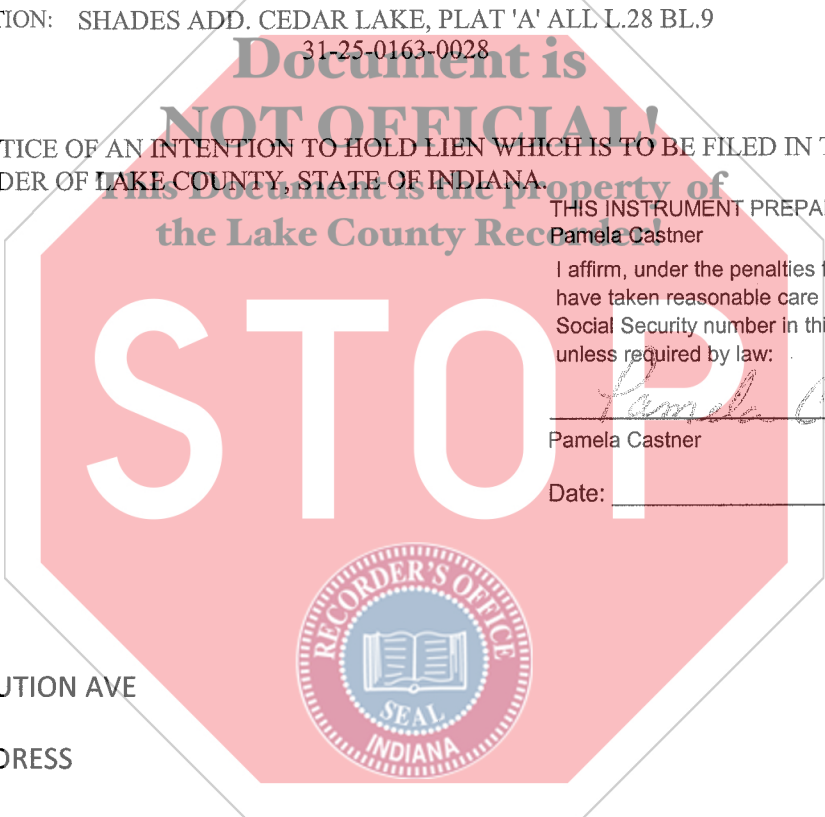 TION: SHADES ADD. CEDAR LAKE, PLAT 'A' ALL L.28 BL.9
31-25-0163-0028
Document is
NOT OFFICIAL!
TICE OF AN INTENTION TO HOLD LIEN WHICH IS TO BE FILED IN T
DER OF LAKE COUNTY, STATE OF INDIANA.
This Document is the property of
the Lake County Recorder!
THIS INSTRUMENT PREPA
Pamela Castner
I affirm, under the penalties f
have taken reasonable care
Social Security number in thi
unless required by law:
Pamela C
Pamela Castner
Date:
STOP
RECORDER'S OFFICE
SEAL
INDIANA
UTION AVE
DRESS